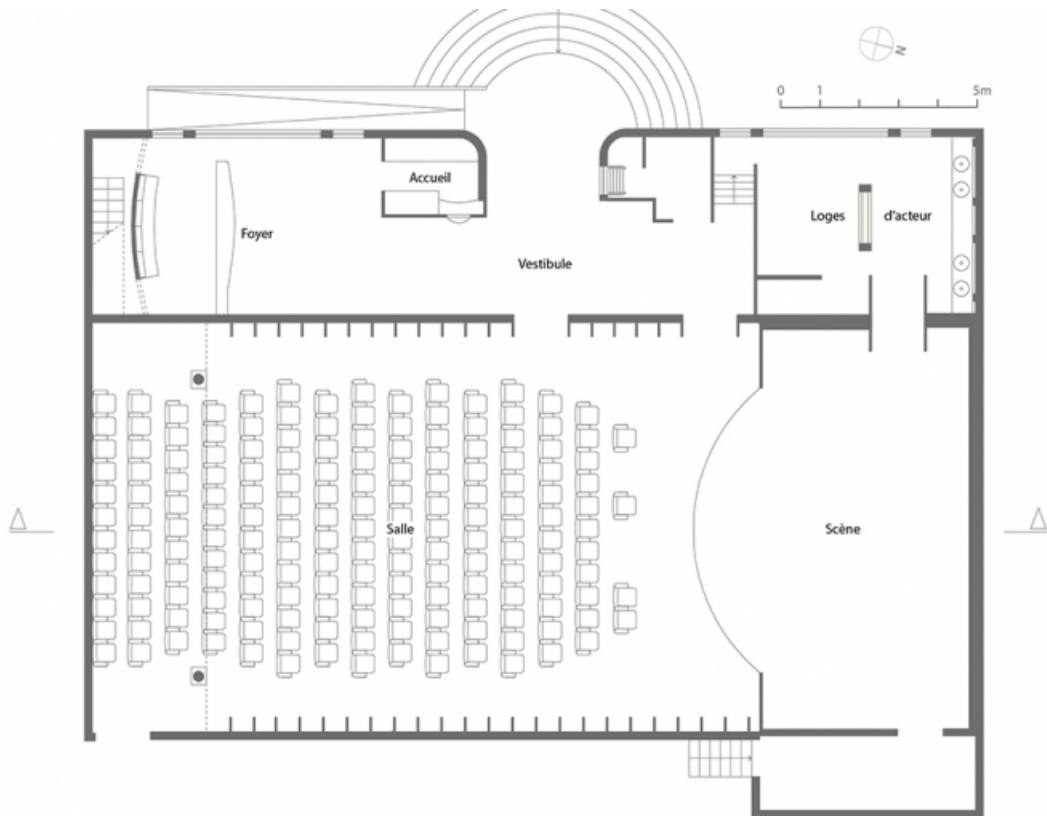 N
0 1 5m
Accueil
Loges d'acteur
Foyer
Vestibule
Salle
Scène